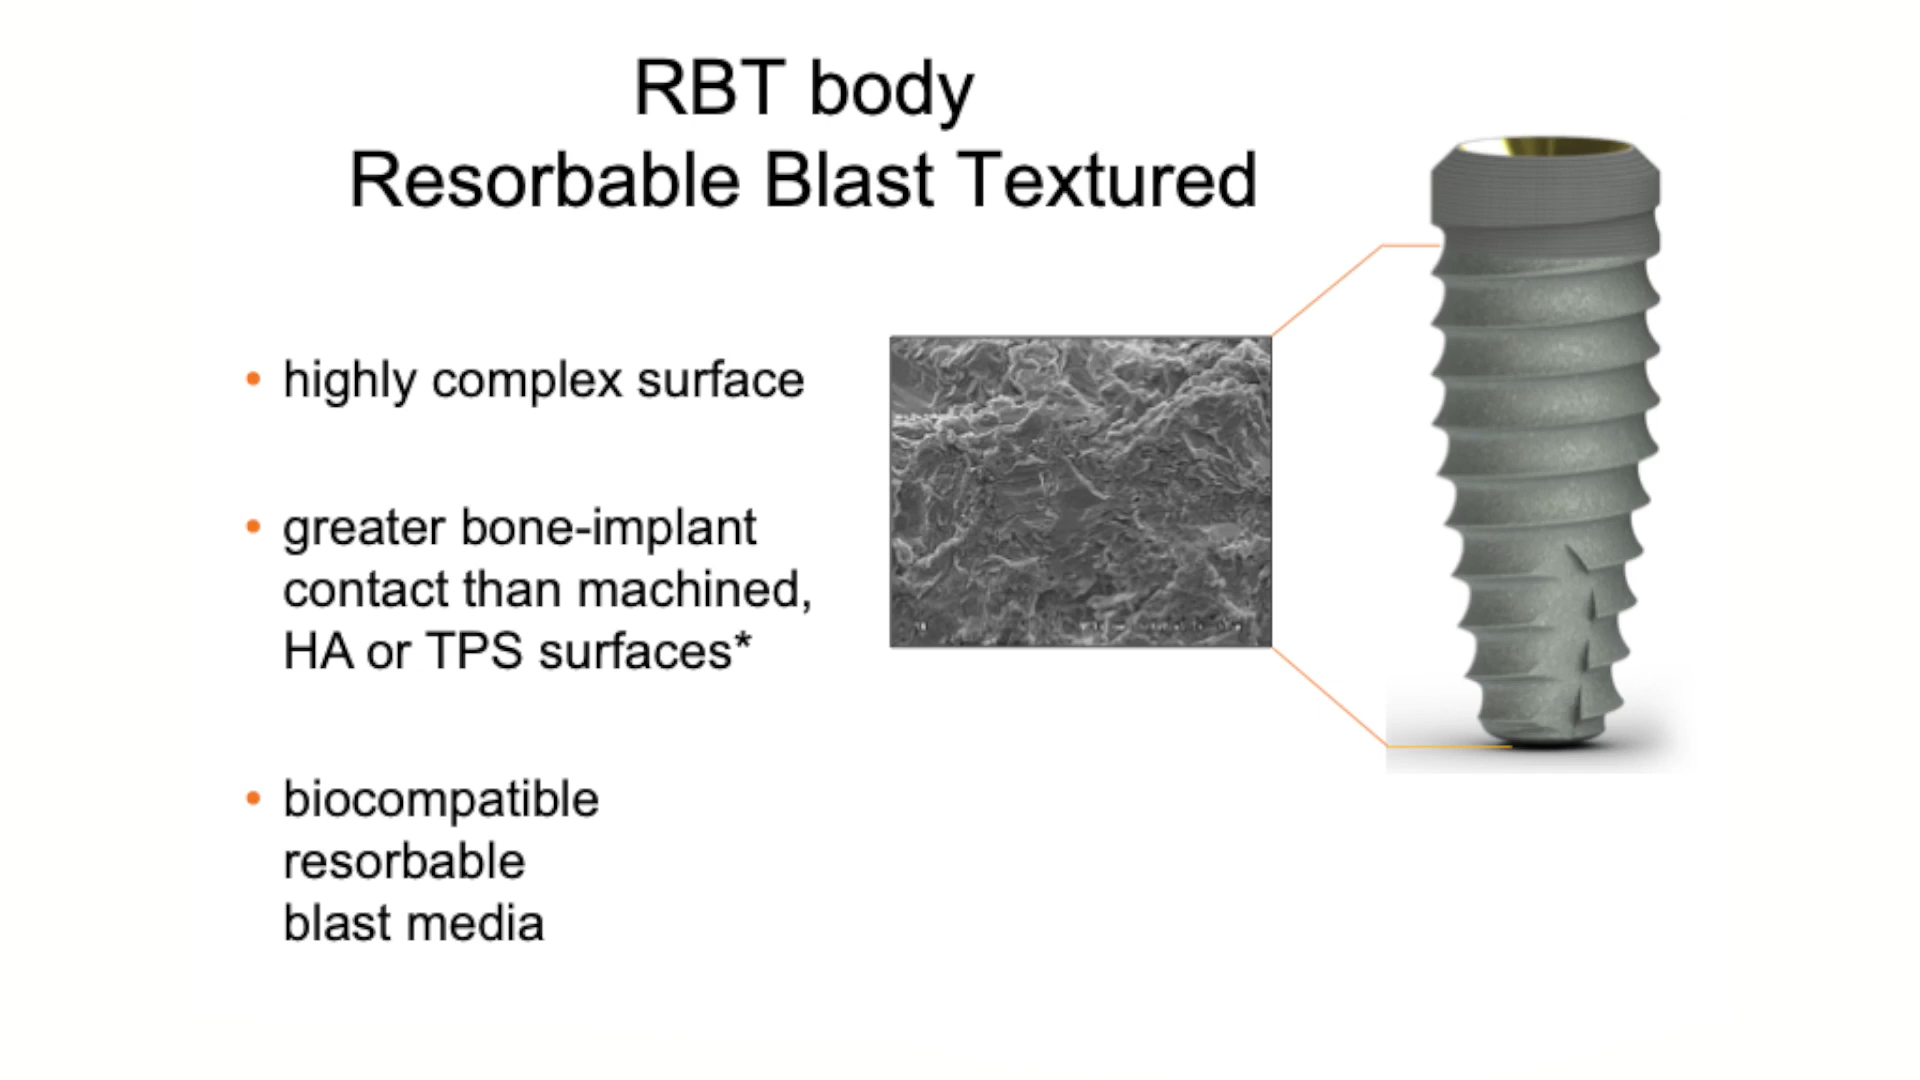 RBT body
Resorbable Blast Textured
• highly complex surface
• greater bone-implant
contact than machined,
HA or TPS surfaces*
• biocompatible
resorbable
blast media